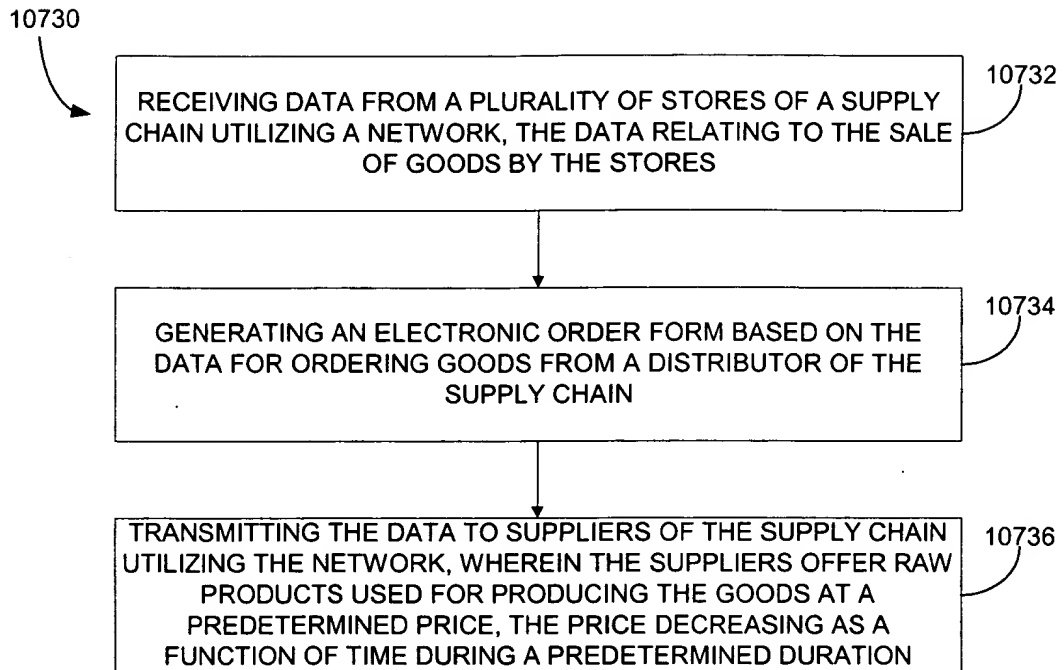 10730
10732
RECEIVING DATA FROM A PLURALITY OF STORES OF A SUPPLY
CHAIN UTILIZING A NETWORK, THE DATA RELATING TO THE SALE
OF GOODS BY THE STORES
10734
GENERATING AN ELECTRONIC ORDER FORM BASED ON THE
DATA FOR ORDERING GOODS FROM A DISTRIBUTOR OF THE
SUPPLY CHAIN
10736
TRANSMITTING THE DATA TO SUPPLIERS OF THE SUPPLY CHAIN
UTILIZING THE NETWORK, WHEREIN THE SUPPLIERS OFFER RAW
PRODUCTS USED FOR PRODUCING THE GOODS AT A
PREDETERMINED PRICE, THE PRICE DECREASING AS A
FUNCTION OF TIME DURING A PREDETERMINED DURATION